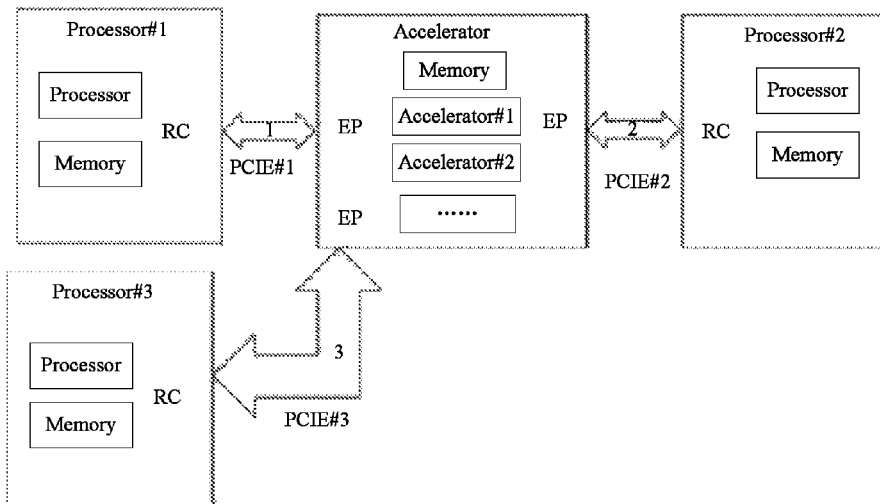 Processor#1
Processor
Memory
RC
1
PCIE#1
Accelerator
Memory
Accelerator#1
Accelerator#2
......
EP
EP
EP
2
PCIE#2
Processor#2
RC
Processor
Memory
Processor#3
Processor
Memory
RC
3
PCIE#3